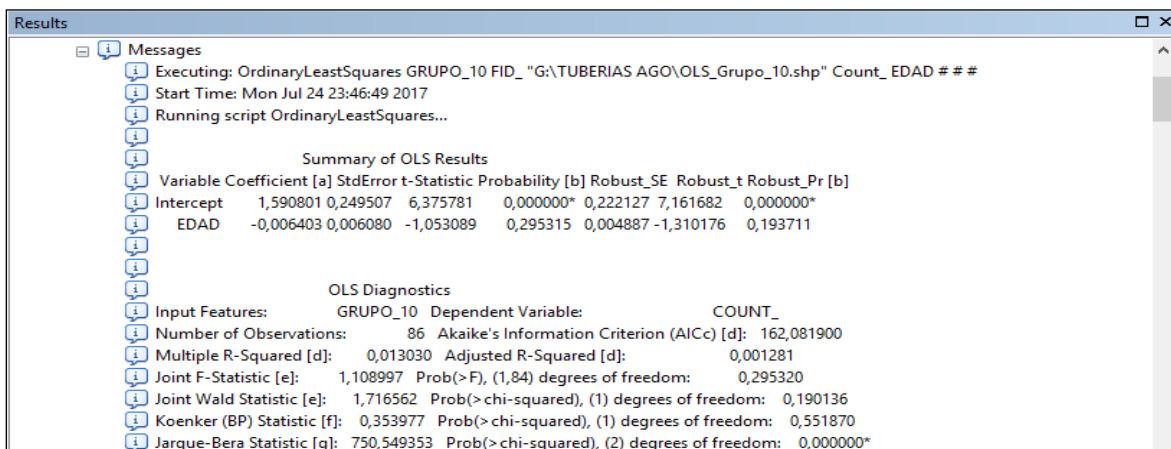 Results
Messages
Executing: OrdinaryLeastSquares GRUPO_10 FID_ "G:\TUBERIAS AGO\OLS_Grupo_10.shp" Count_ EDAD # # #
Start Time: Mon Jul 24 23:46:49 2017
Running script OrdinaryLeastSquares...
Summary of OLS Results
Variable Coefficient [a] StdError t-Statistic Probability [b] Robust_SE Robust_t Robust_Pr [b]
Intercept 1,590801 0,249507 6,375781 0,000000* 0,222127 7,161682 0,000000*
EDAD -0,006403 0,006080 -1,053089 0,295315 0,004887 -1,310176 0,193711
OLS Diagnostics
Input Features: GRUPO_10 Dependent Variable: COUNT_
Number of Observations: 86 Akaike's Information Criterion (AICc) [d]: 162,081900
Multiple R-Squared [d]: 0,013030 Adjusted R-Squared [d]: 0,001281
Joint F-Statistic [e]: 1,108997 Prob(>F), (1,84) degrees of freedom: 0,295320
Joint Wald Statistic [e]: 1,716562 Prob(>chi-squared), (1) degrees of freedom: 0,190136
Koenker (BP) Statistic [f]: 0,353977 Prob(>chi-squared), (1) degrees of freedom: 0,551870
Jarque-Bera Statistic [g]: 750,549353 Prob(>chi-squared), (2) degrees of freedom: 0,000000*